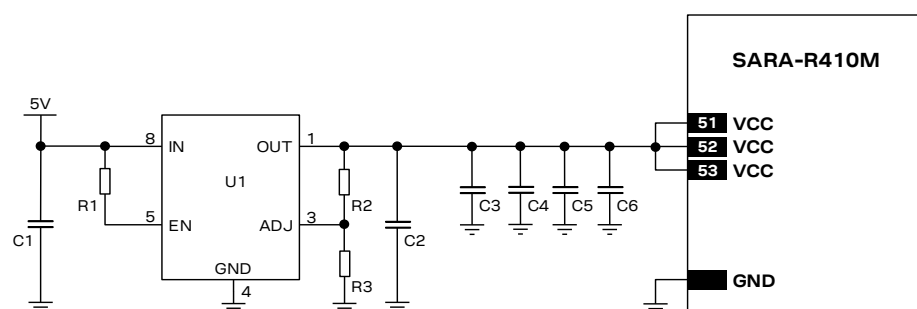 SARA-R410M
5V
51 VCC
52 VCC
53 VCC
8 IN
OUT 1
U1
R1
R2
C3
C4
C5
C6
5 EN
ADJ 3
C1
C2
GND
4
R3
GND